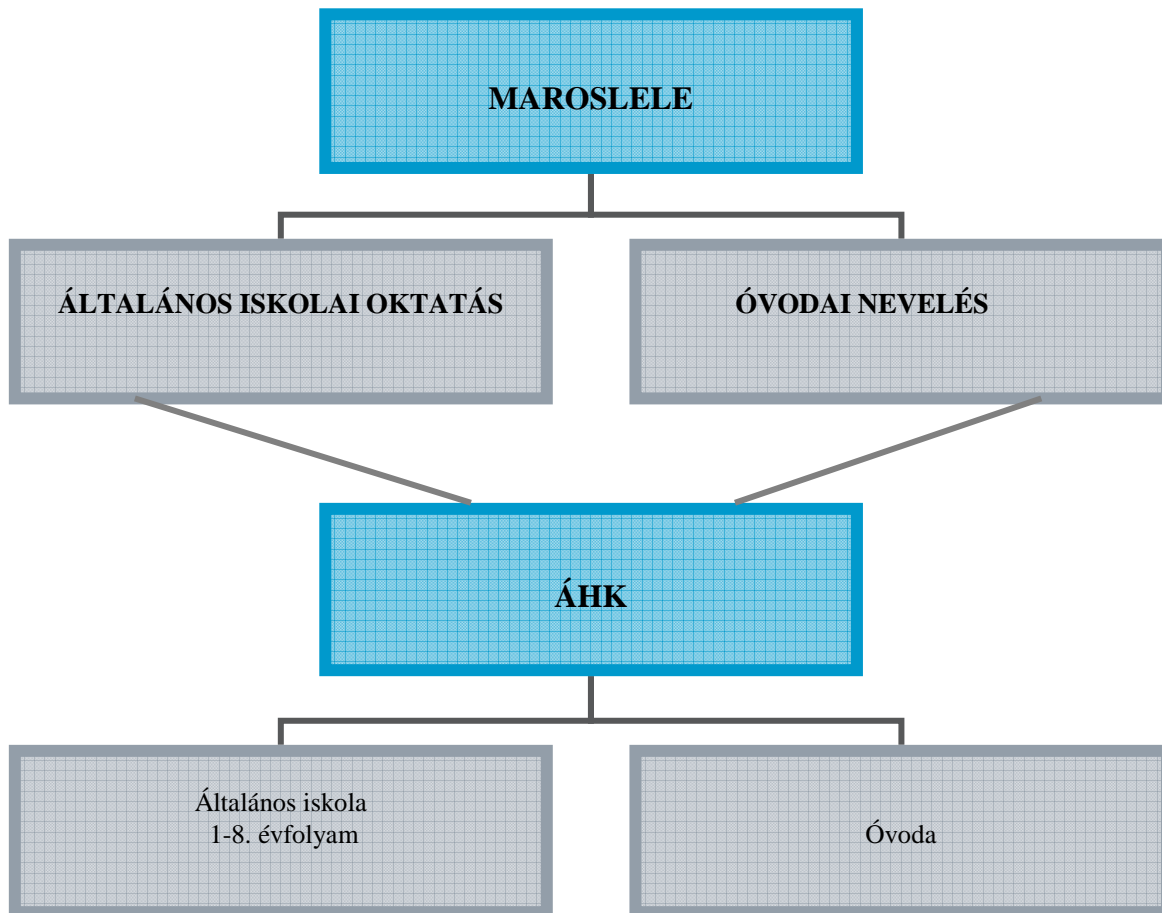 MAROSLELE
ÁLTALÁNOS ISKOLAI OKTATÁS
ÓVODAI NEVELÉS
ÁHK
Általános iskola
1-8. évfolyam
Óvoda